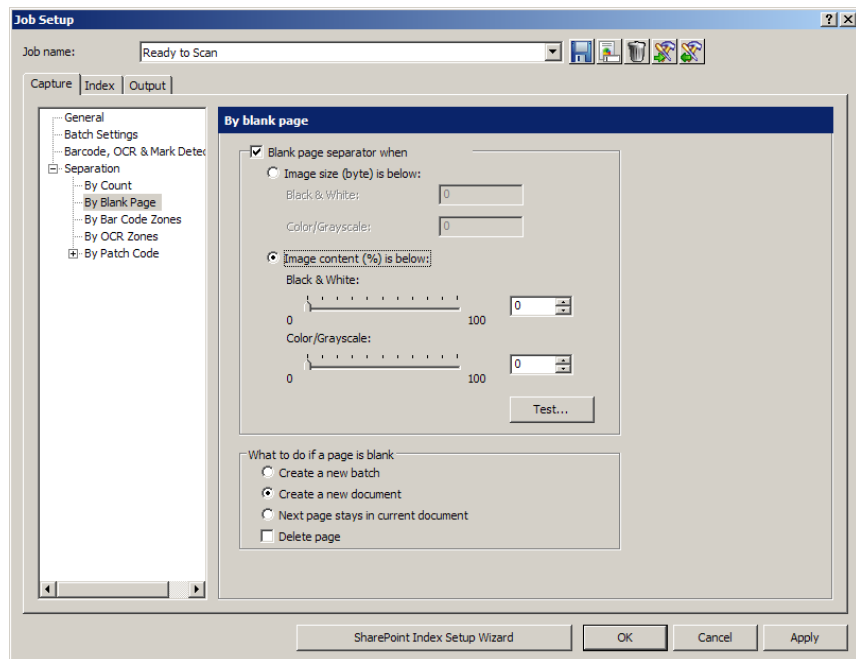 Job Setup
Job name: Ready to Scan
Capture Index Output
General
Batch Settings
Barcode, OCR & Mark Detec
Separation
By Count
By Blank Page
By Bar Code Zones
By OCR Zones
By Patch Code
By blank page
Blank page separator when
Image size (byte) is below:
Black & White: 0
Color/Grayscale: 0
Image content (%) is below:
Black & White:
0 100 0
Color/Grayscale:
0 100 0
Test...
What to do if a page is blank
Create a new batch
Create a new document
Next page stays in current document
Delete page
SharePoint Index Setup Wizard OK Cancel Apply